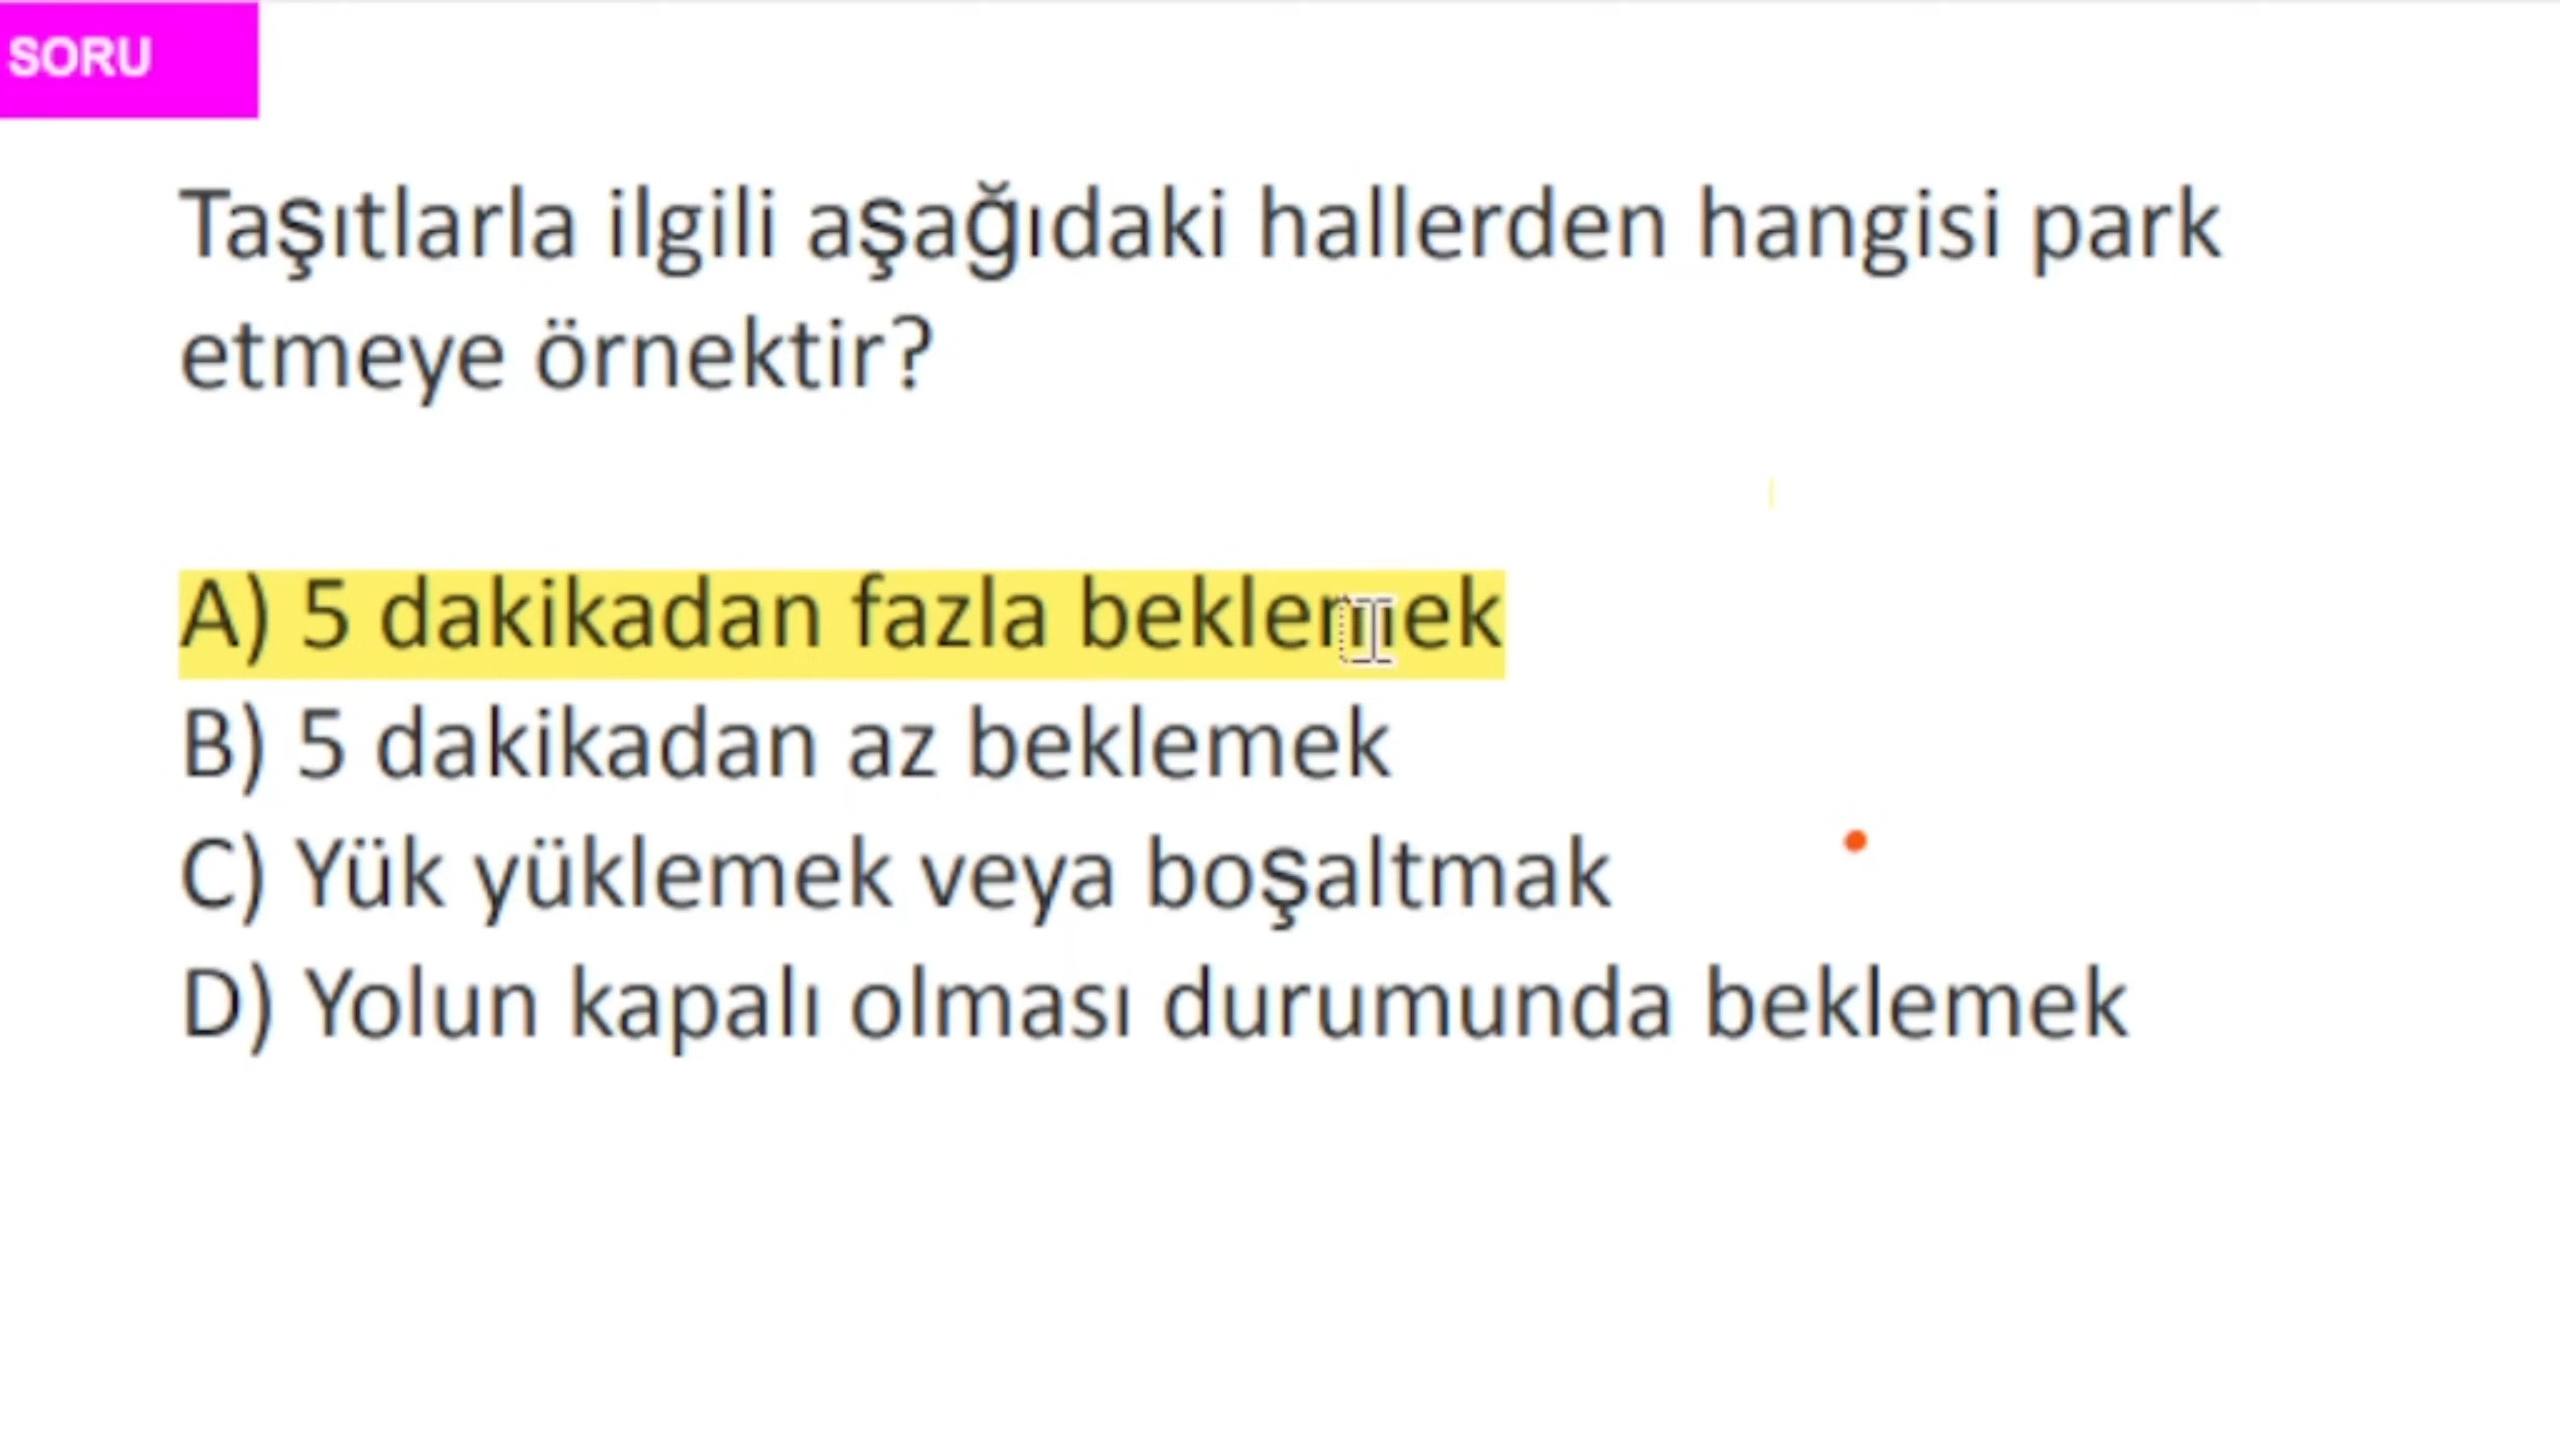 SORU
Taşıtlarla ilgili aşağıdaki hallerden hangisi park
etmeye örnektir?
A) 5 dakikadan fazla beklemek
B) 5 dakikadan az beklemek
C) Yük yüklemek veya boşaltmak
D) Yolun kapalı olması durumunda beklemek